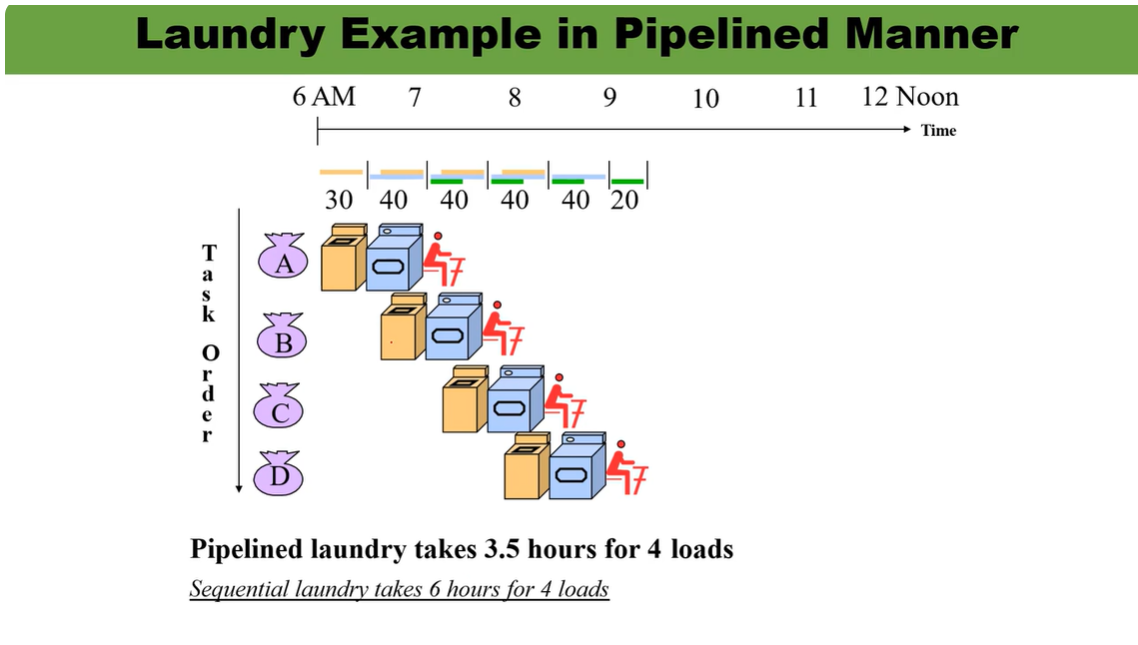 Laundry Example in Pipelined Manner
6 AM 7 8 9 10 11 12 Noon
Time
30 40 40 40 40 20
Task Order
A
B
C
D
Pipelined laundry takes 3.5 hours for 4 loads
Sequential laundry takes 6 hours for 4 loads